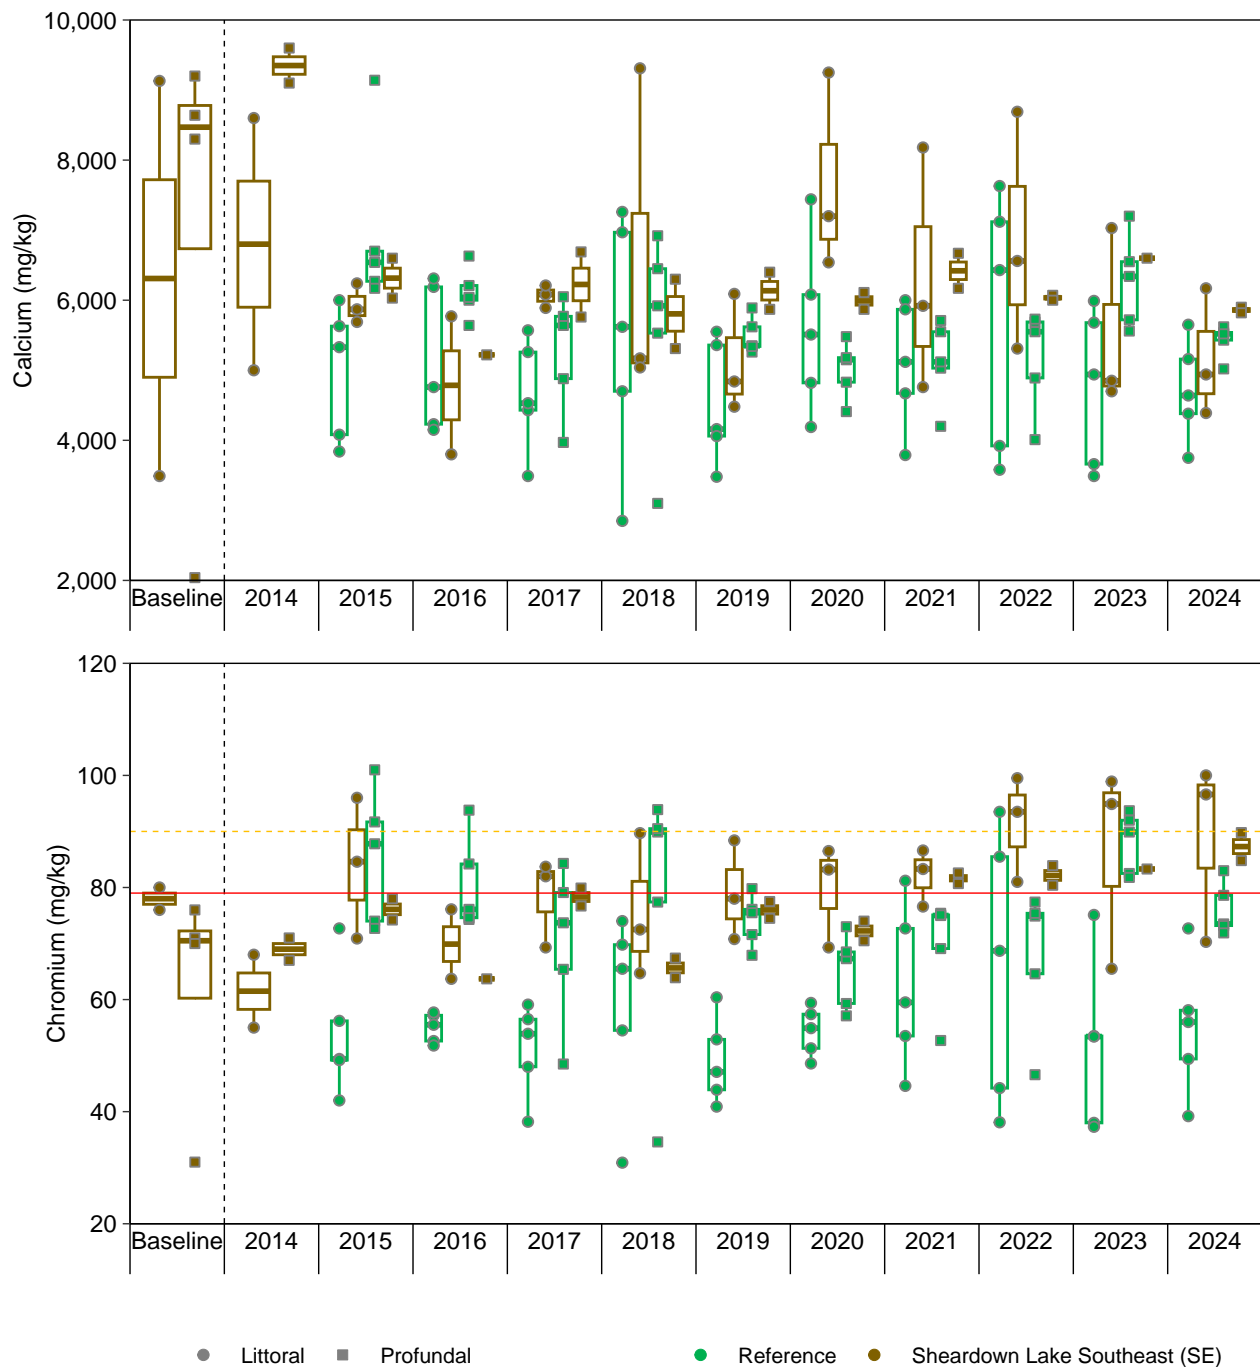 10,000
8,000
6,000
4,000
2,000
Calcium (mg/kg)
Baseline 2014 2015 2016 2017 2018 2019 2020 2021 2022 2023 2024
120
100
80
60
40
20
Chromium (mg/kg)
Baseline 2014 2015 2016 2017 2018 2019 2020 2021 2022 2023 2024
Littoral Profundal Reference Sheardown Lake Southeast (SE)